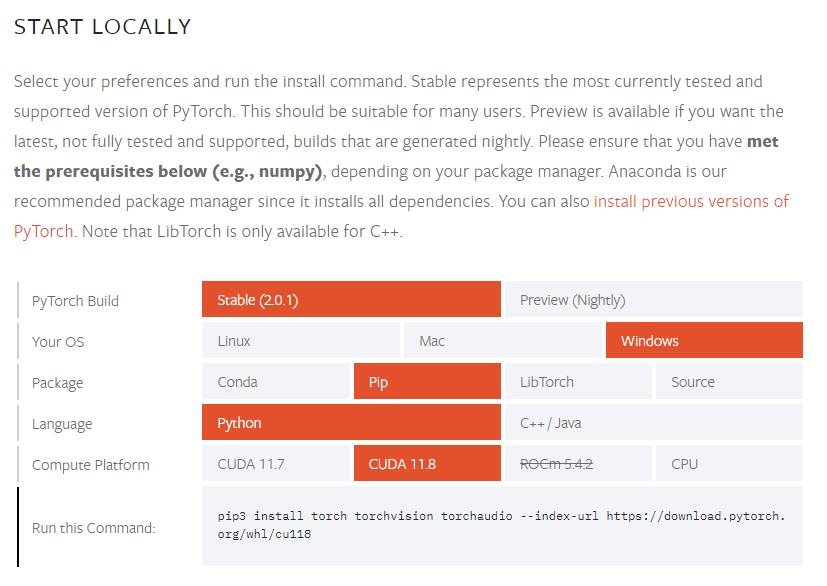 START LOCALLY
Select your preferences and run the install command. Stable represents the most currently tested and
supported version of PyTorch. This should be suitable for many users. Preview is available if you want the
latest, not fully tested and supported, builds that are generated nightly. Please ensure that you have met
the prerequisites below (e.g., numpy), depending on your package manager. Anaconda is our
recommended package manager since it installs all dependencies. You can also install previous versions of
PyTorch. Note that LibTorch is only available for C++.
PyTorch Build Stable (2.0.1) Preview (Nightly)
Your OS Linux Mac Windows
Package Conda Pip LibTorch Source
Language Python C++ / Java
Compute Platform CUDA 11.7 CUDA 11.8 ROCm 5.4.2 CPU
Run this Command: pip3 install torch torchvision torchaudio --index-url https://download.pytorch.
org/whl/cu118